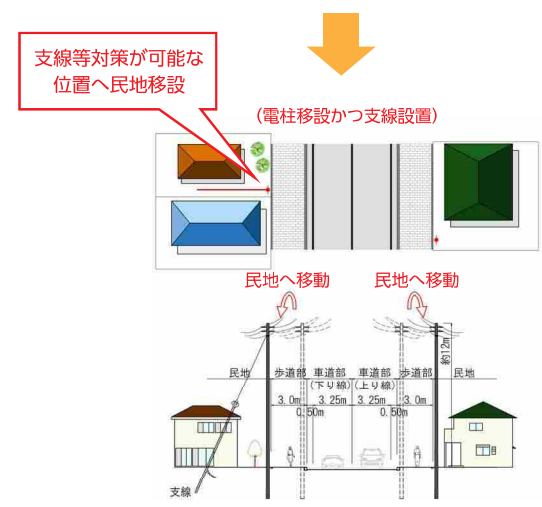 支線等対策が可能な
位置へ民地移設
(電柱移設かつ支線設置)
民地へ移動 民地へ移動
約12m
民地 歩道部 車道部 車道部 歩道部 民地
(下り線) (上り線)
3.0m 3.25m 3.25m 3.0m
0.50m 0.50m
支線